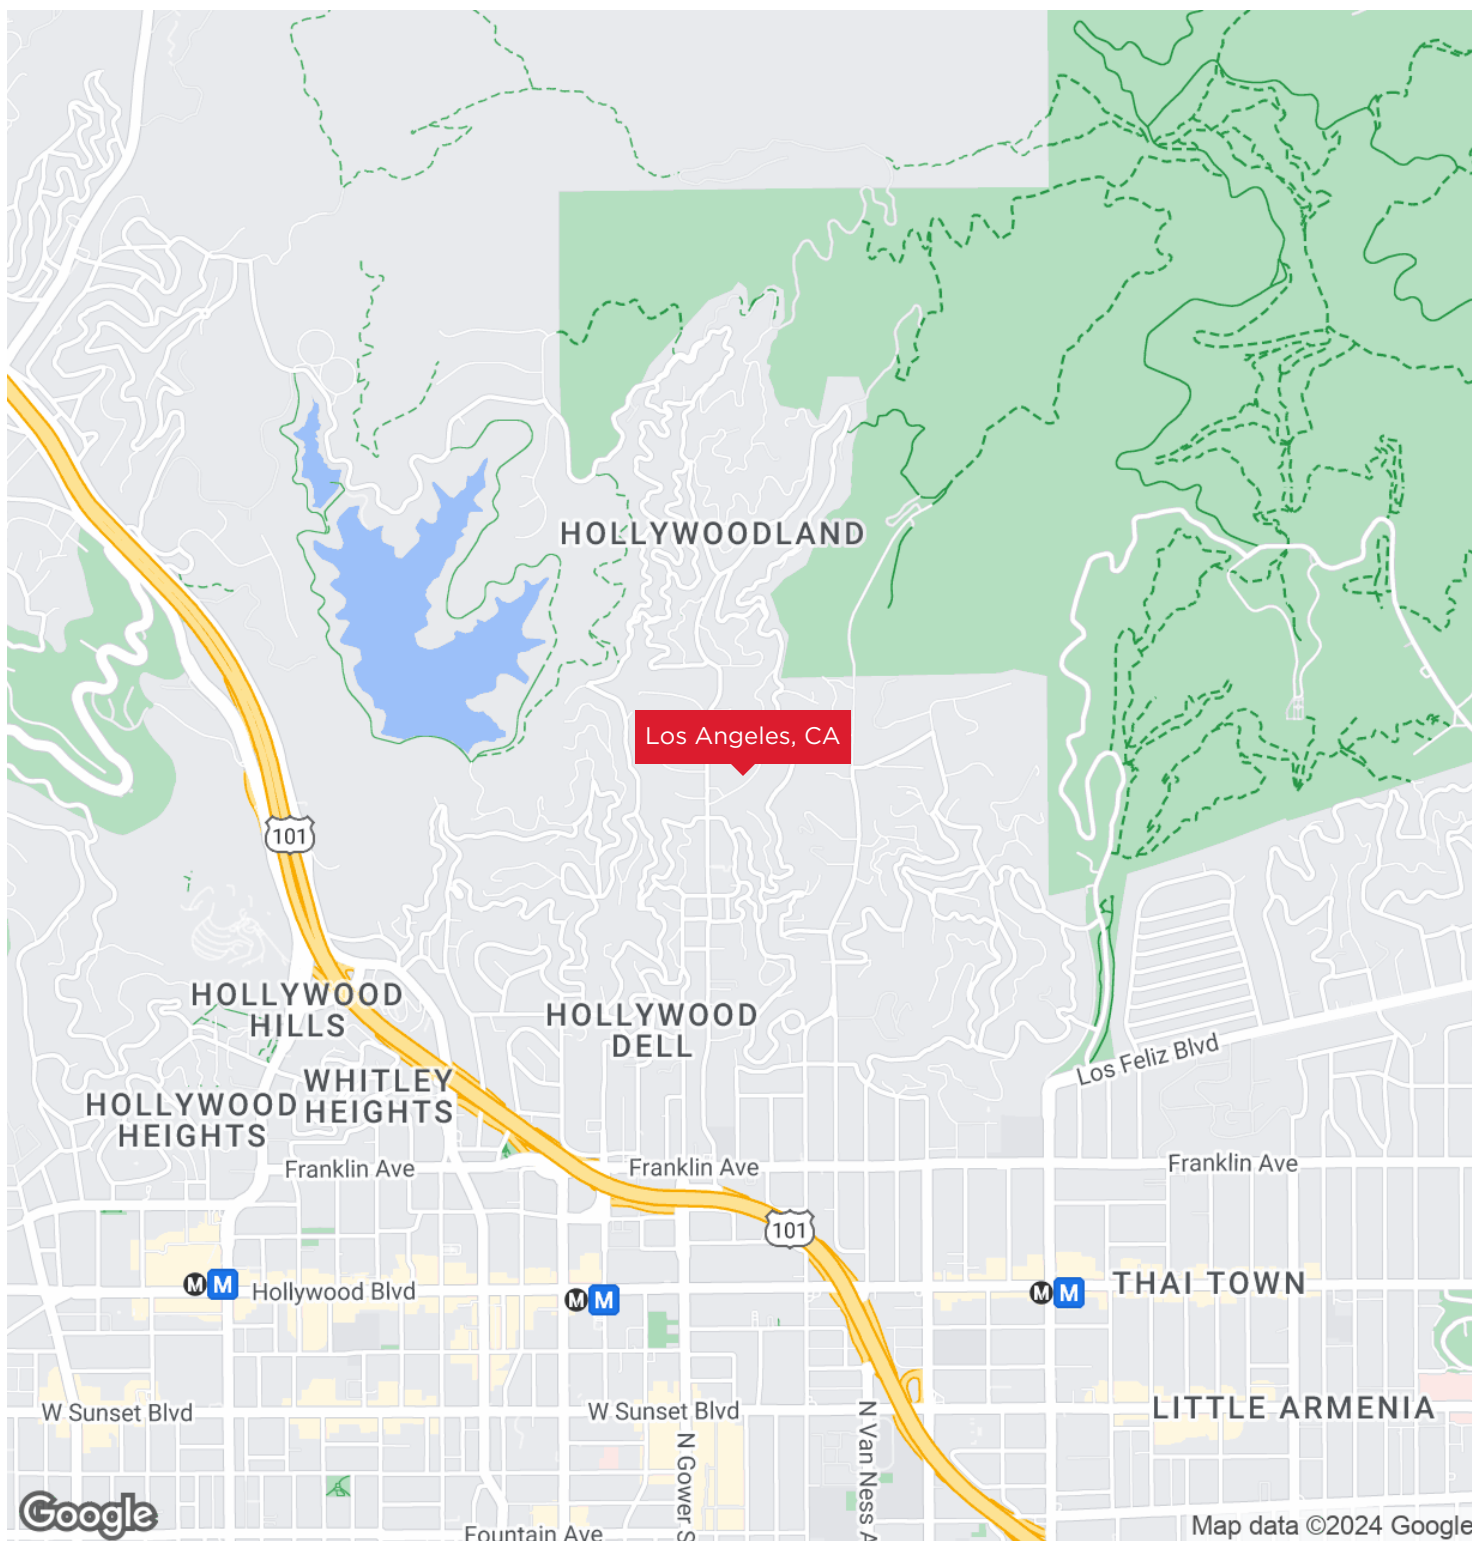 HOLLYWOODLAND
Los Angeles, CA
101
HOLLYWOOD
HILLS
HOLLYWOOD
DELL
Los Feliz Blvd
WHITLEY
HEIGHTS
HOLLYWOOD
HEIGHTS
Franklin Ave
Franklin Ave
Franklin Ave
101
M
M
Hollywood Blvd
M
M
M
M
THAI TOWN
W Sunset Blvd
W Sunset Blvd
LITTLE ARMENIA
N Gower S
N Van Ness A
Fountain Ave
Google
Map data ©2024 Google